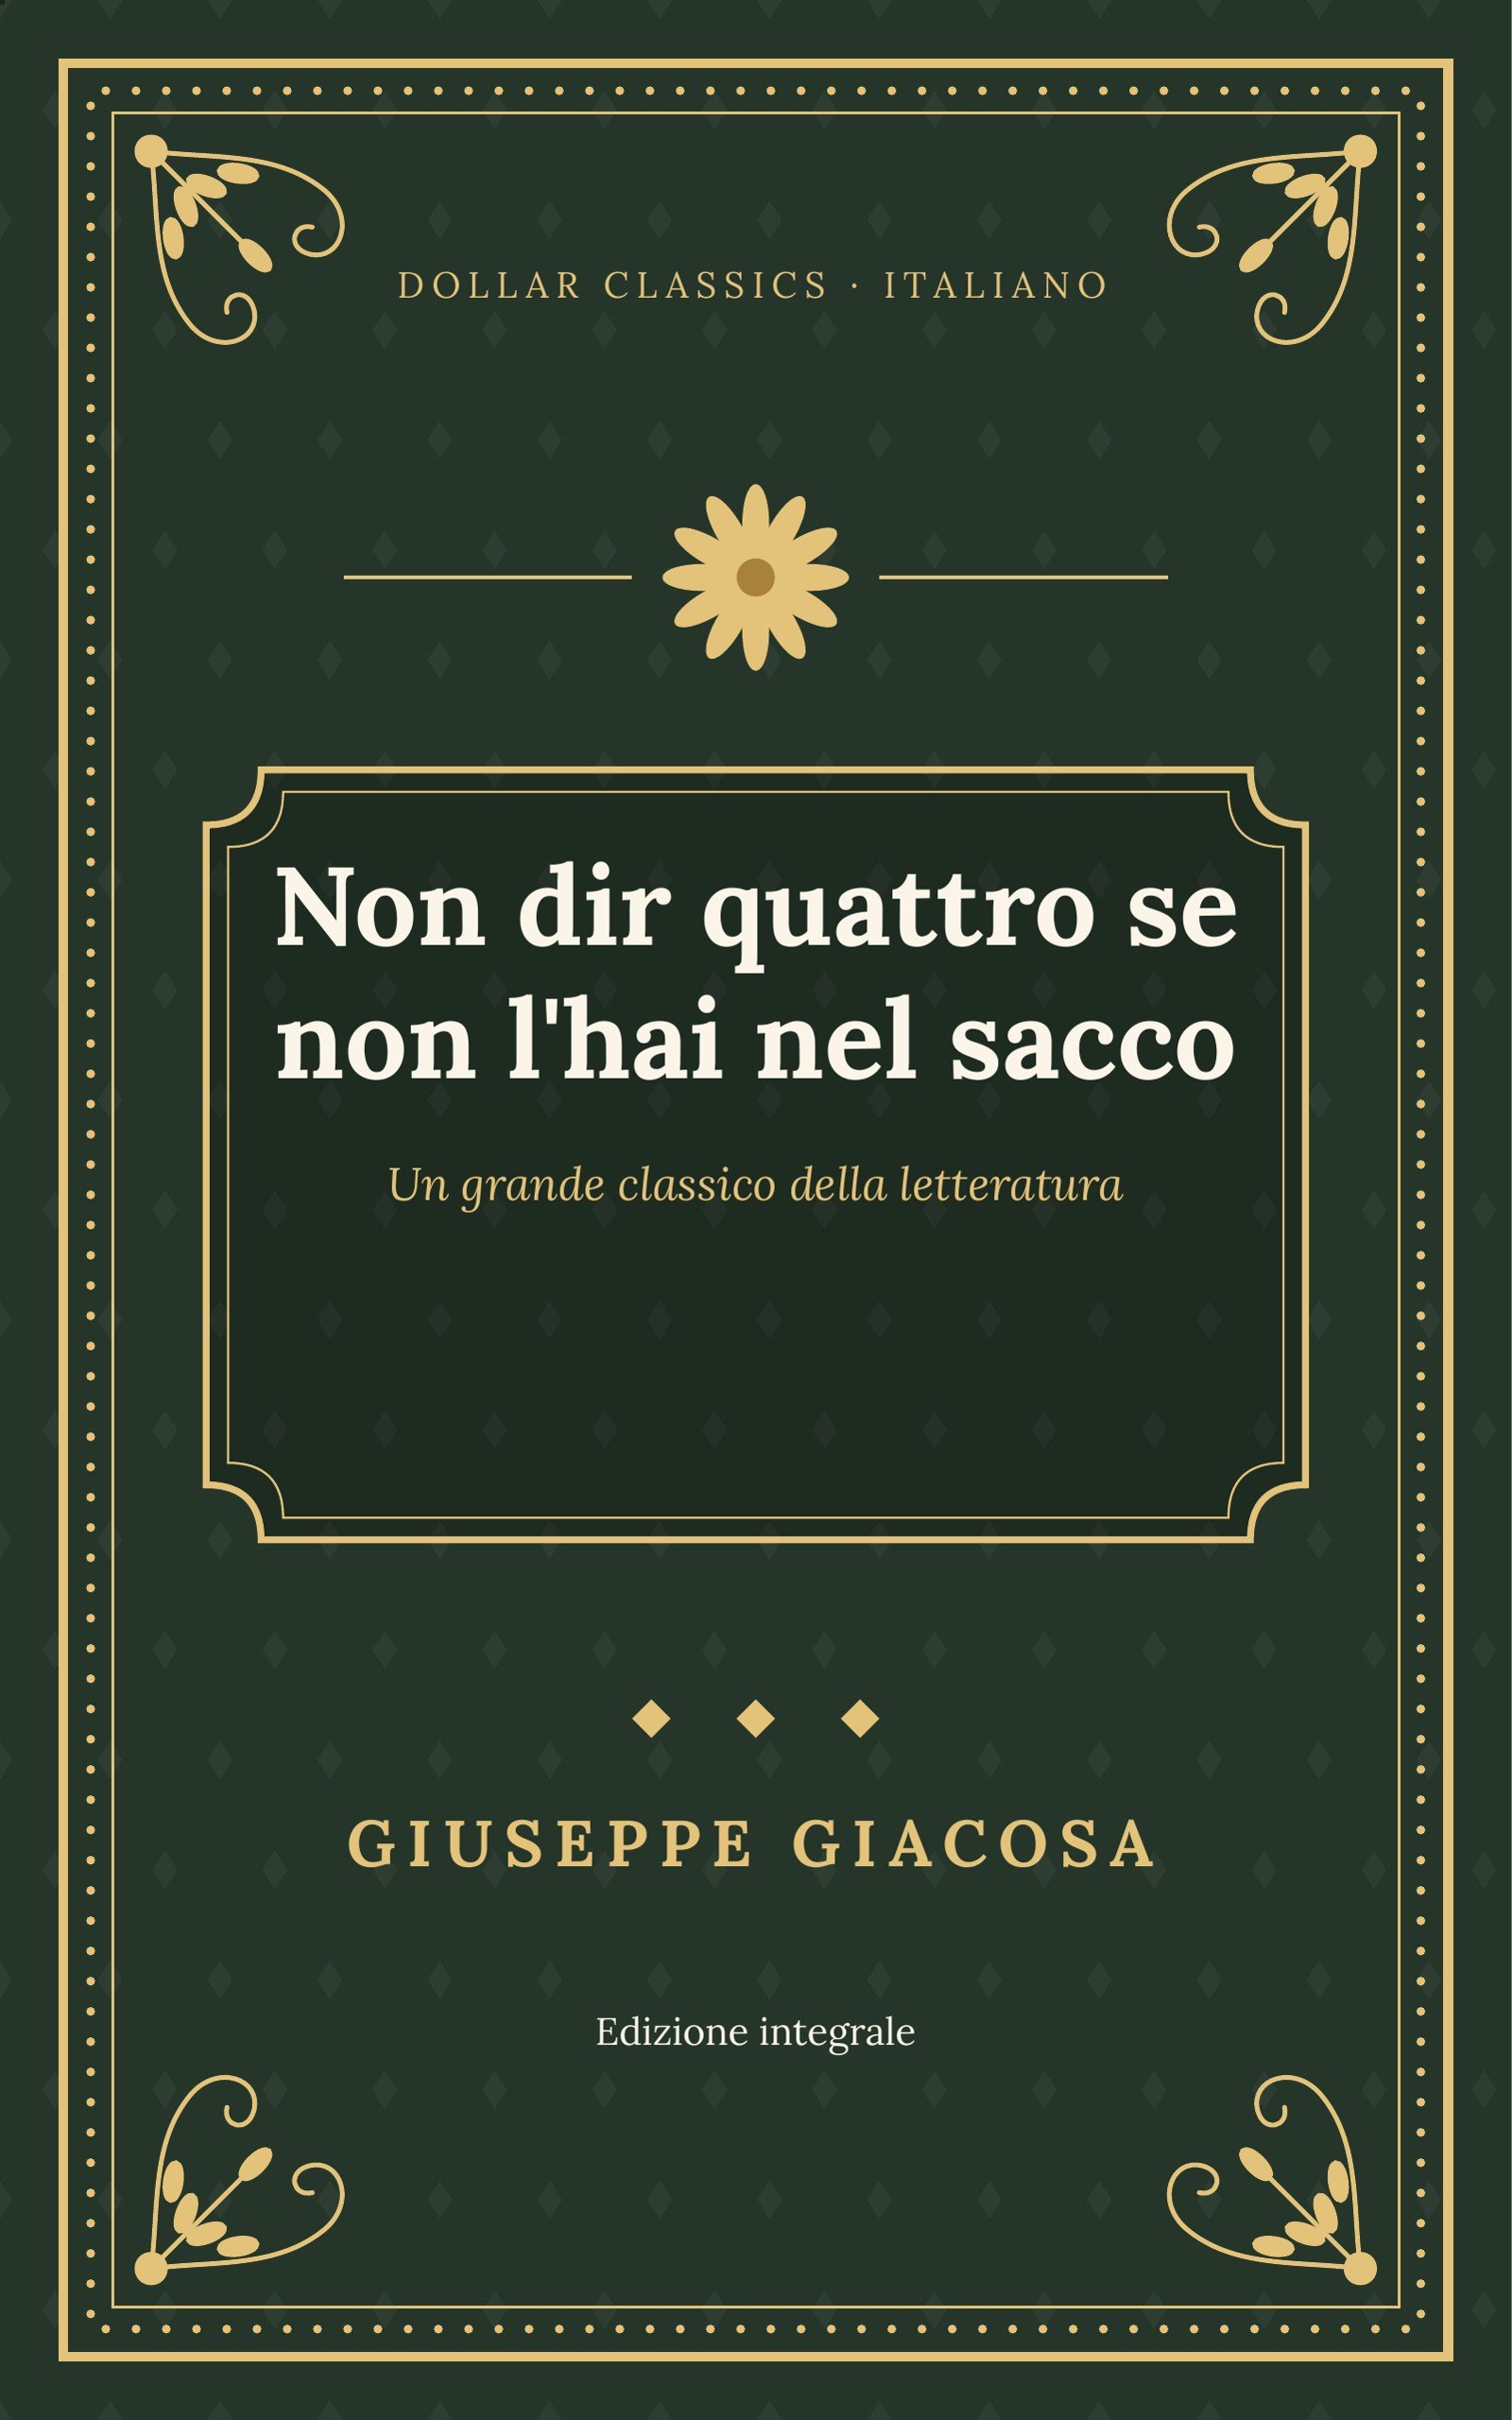 DOLLAR CLASSICS · ITALIANO
Non dir quattro se
non l'hai nel sacco
Un grande classico della letteratura
GIUSEPPE GIACOSA
Edizione integrale